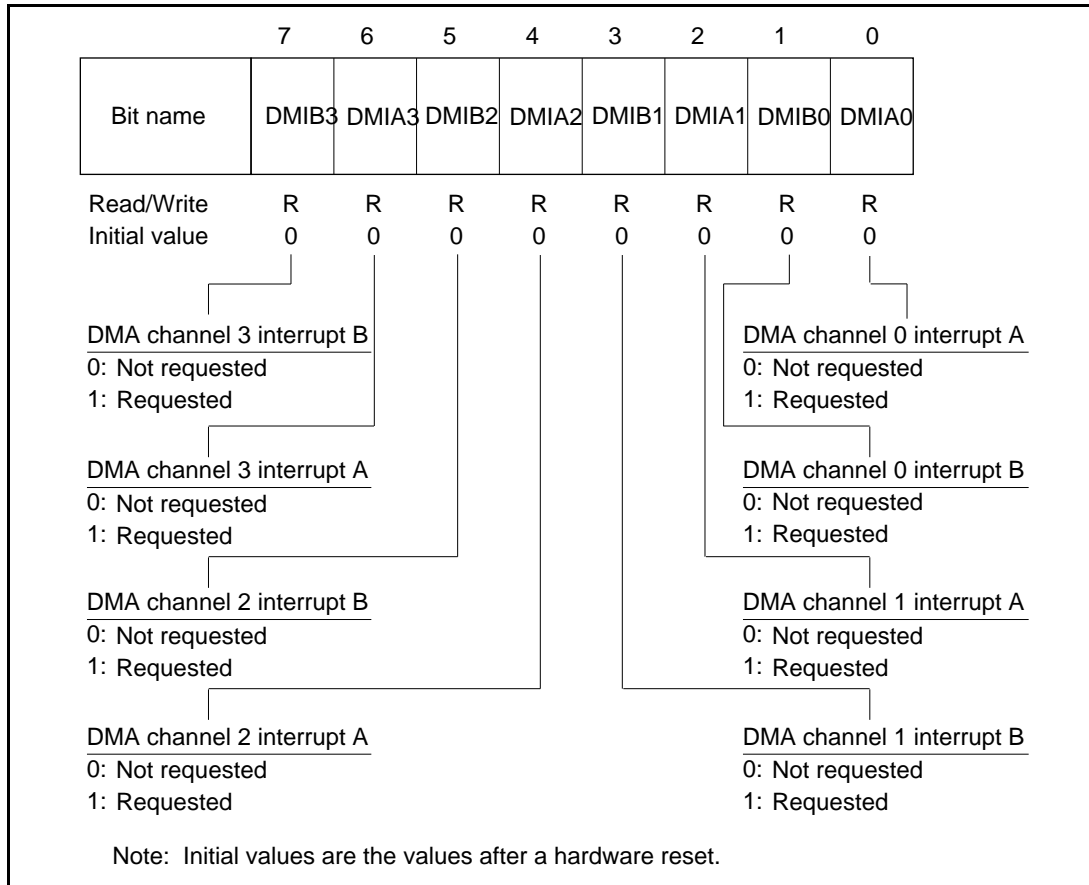 7 6 5 4 3 2 1 0
Bit name DMIB3 DMIA3 DMIB2 DMIA2 DMIB1 DMIA1 DMIB0 DMIA0
Read/Write R R R R R R R R
Initial value 0 0 0 0 0 0 0 0
DMA channel 3 interrupt B
0: Not requested
1: Requested
DMA channel 3 interrupt A
0: Not requested
1: Requested
DMA channel 2 interrupt B
0: Not requested
1: Requested
DMA channel 2 interrupt A
0: Not requested
1: Requested
DMA channel 0 interrupt A
0: Not requested
1: Requested
DMA channel 0 interrupt B
0: Not requested
1: Requested
DMA channel 1 interrupt A
0: Not requested
1: Requested
DMA channel 1 interrupt B
0: Not requested
1: Requested
Note: Initial values are the values after a hardware reset.